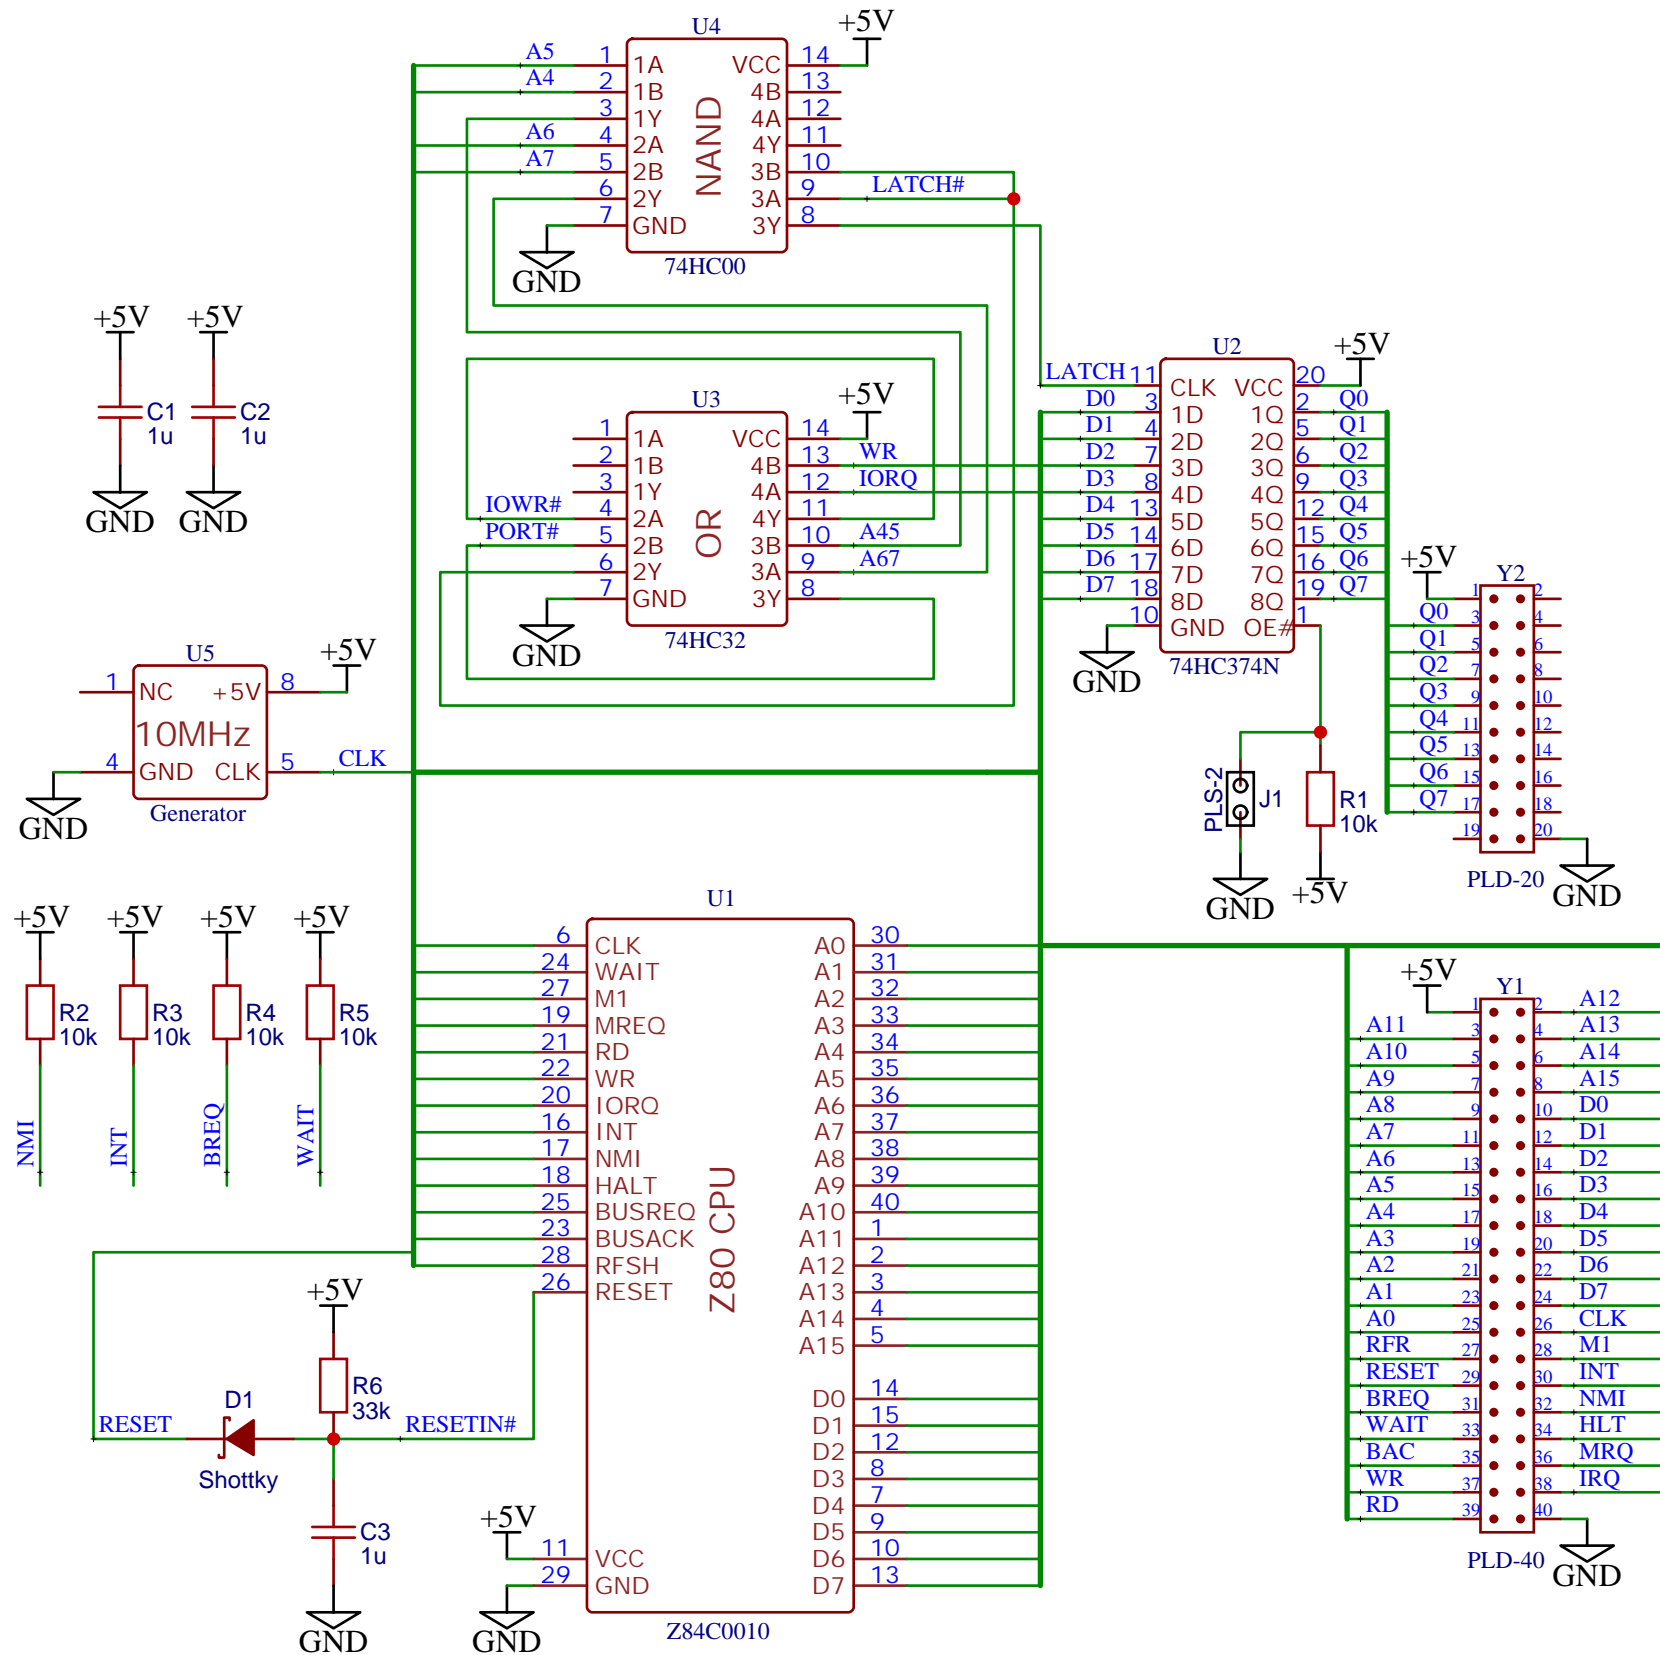 U4
+5V
A5 1 1A VCC 14
A4 2 1B 4B 13
3 1Y 4A 12
A6 4 2A 4Y 11
A7 5 2B 3B 10
6 2Y 3A 9 LATCH#
7 GND 3Y 8
NAND
GND
74HC00
+5V
+5V
C1
1u
C2
1u
GND
GND
U3
+5V
1 1A VCC 14
2 1B 4B 13 WR
3 1Y 4A 12 IORQ
IOWR# 4 2A 4Y 11
PORT# 5 2B 3B 10 A45
6 2Y 3A 9 A67
7 GND 3Y 8
OR
GND
74HC32
U2
+5V
LATCH 11 CLK VCC 20
D0 3 1D 1Q 2 Q0
D1 4 2D 2Q 5 Q1
D2 7 3D 3Q 6 Q2
D3 8 4D 4Q 9 Q3
D4 13 5D 5Q 12 Q4
D5 14 6D 6Q 15 Q5
D6 17 7D 7Q 16 Q6
D7 18 8D 8Q 19 Q7
10 GND OE# 1
GND
74HC374N
+5V
Y2
1 2
Q0 3 4
Q1 5 6
Q2 7 8
Q3 9 10
Q4 11 12
Q5 13 14
Q6 15 16
Q7 17 18
19 20
PLD-20
GND
U5
+5V
1 NC +5V 8
10MHz
4 GND CLK 5 CLK
Generator
GND
PLS-2
J1
R1
10k
GND
+5V
+5V
+5V
+5V
+5V
R2
10k
R3
10k
R4
10k
R5
10k
NMI
INT
BREQ
WAIT
U1
6 CLK A0 30
24 WAIT A1 31
27 M1 A2 32
19 MREQ A3 33
21 RD A4 34
22 WR A5 35
20 IORQ A6 36
16 INT A7 37
17 NMI A8 38
18 HALT A9 39
25 BUSREQ A10 40
23 BUSACK A11 1
28 RFSH A12 2
26 RESET A13 3
A14 4
A15 5
Z80 CPU
D0 14
D1 15
D2 12
D3 8
D4 7
D5 9
11 VCC D6 10
29 GND D7 13
+5V
GND
Z84C0010
+5V
R6
33k
D1
RESET
RESETIN#
Shottky
C3
1u
GND
+5V
Y1
1 2 A12
A11 3 4 A13
A10 5 6 A14
A9 7 8 A15
A8 9 10 D0
A7 11 12 D1
A6 13 14 D2
A5 15 16 D3
A4 17 18 D4
A3 19 20 D5
A2 21 22 D6
A1 23 24 D7
A0 25 26 CLK
RFR 27 28 M1
RESET 29 30 INT
BREQ 31 32 NMI
WAIT 33 34 HLT
BAC 35 36 MRQ
WR 37 38 IRQ
RD 39 40
PLD-40
GND